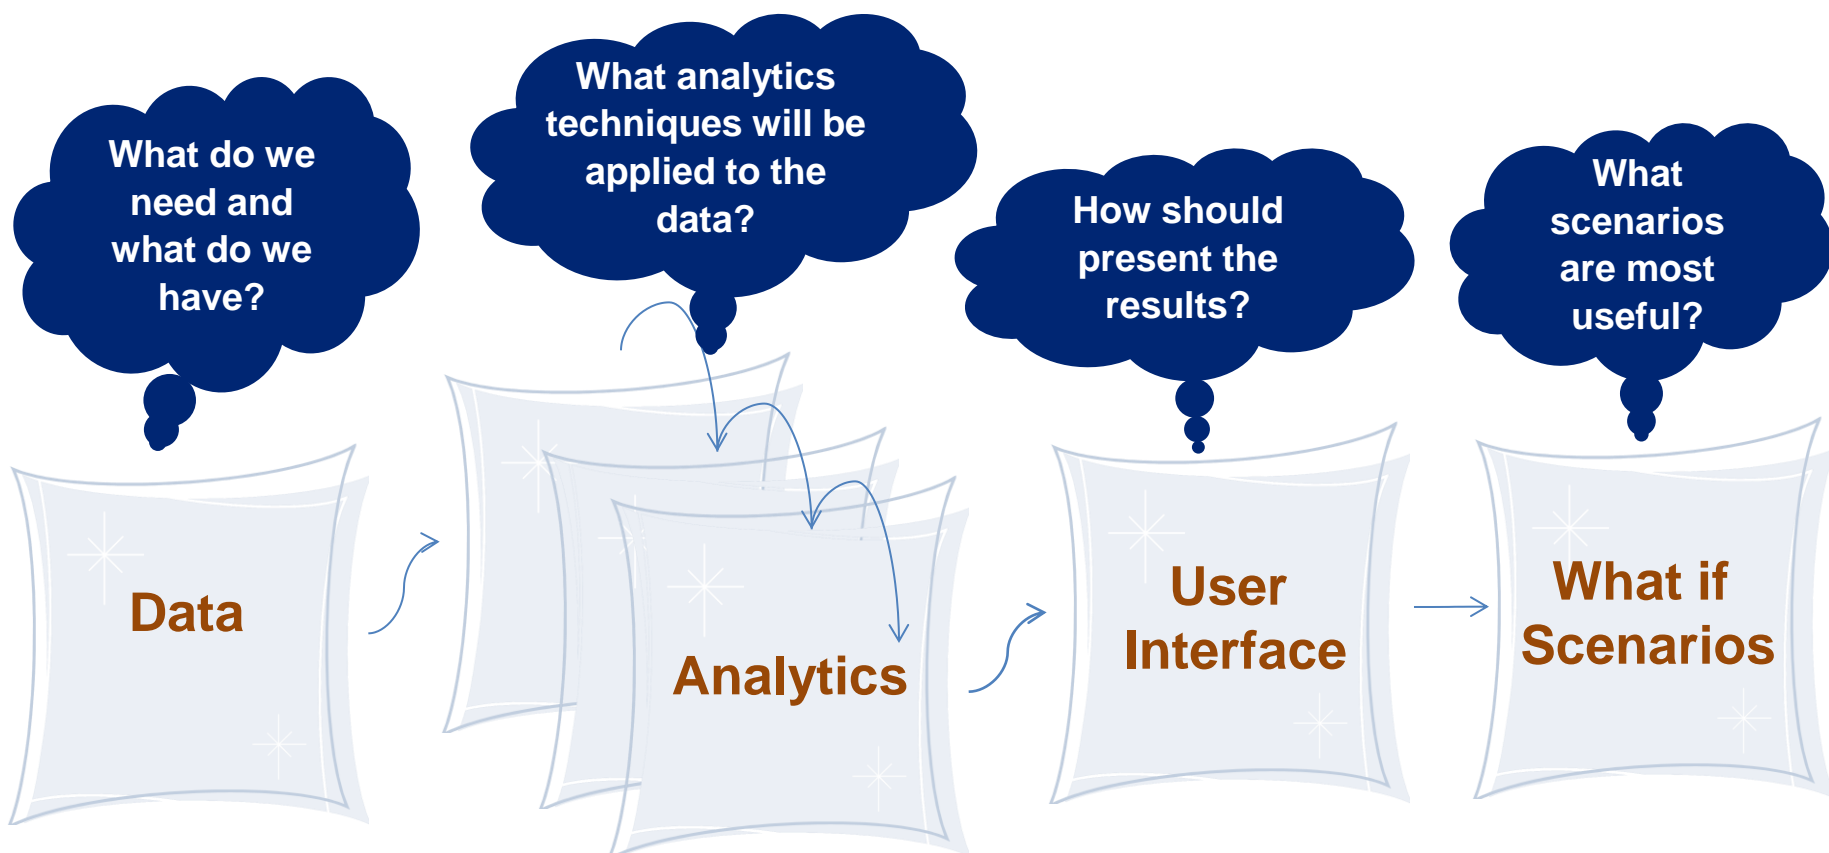 What do we
need and
what do we
have?
What analytics
techniques will be
applied to the
data?
How should
present the
results?
What
scenarios
are most
useful?
Data
Analytics
User
Interface
What if
Scenarios